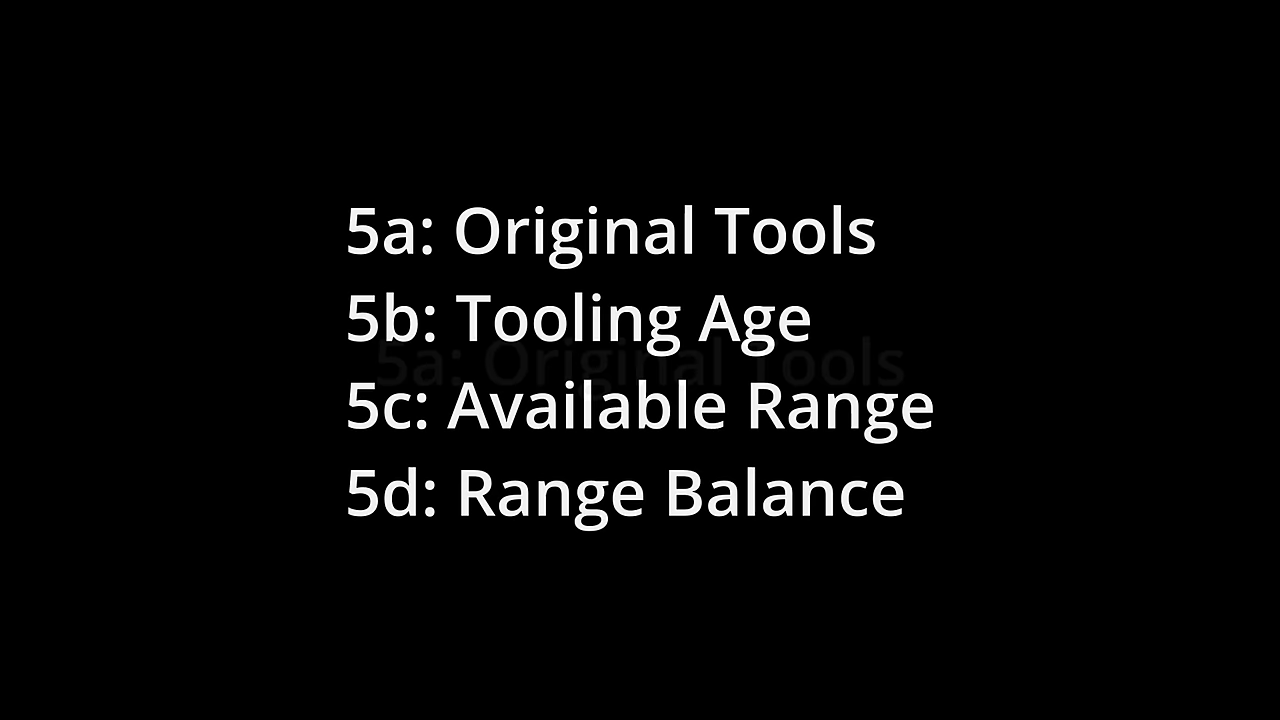 5a: Original Tools
5b: Tooling Age
5a: Original Tools
5c: Available Range
5d: Range Balance